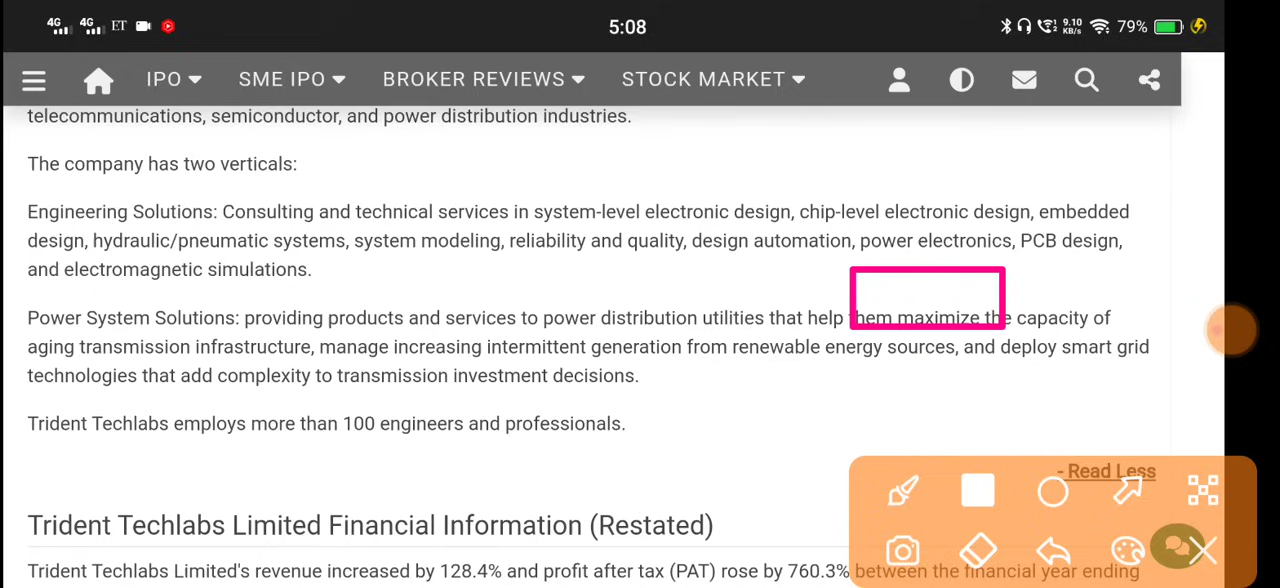 4G 4G ET 5:08 9.10 KB/s 79%
IPO SME IPO BROKER REVIEWS STOCK MARKET
telecommunications, semiconductor, and power distribution industries.
The company has two verticals:
Engineering Solutions: Consulting and technical services in system-level electronic design, chip-level electronic design, embedded
design, hydraulic/pneumatic systems, system modeling, reliability and quality, design automation, power electronics, PCB design,
and electromagnetic simulations.
Power System Solutions: providing products and services to power distribution utilities that help them maximize the capacity of
aging transmission infrastructure, manage increasing intermittent generation from renewable energy sources, and deploy smart grid
technologies that add complexity to transmission investment decisions.
Trident Techlabs employs more than 100 engineers and professionals.
- Read Less
Trident Techlabs Limited Financial Information (Restated)
Trident Techlabs Limited's revenue increased by 128.4% and profit after tax (PAT) rose by 760.3% between the financial year ending